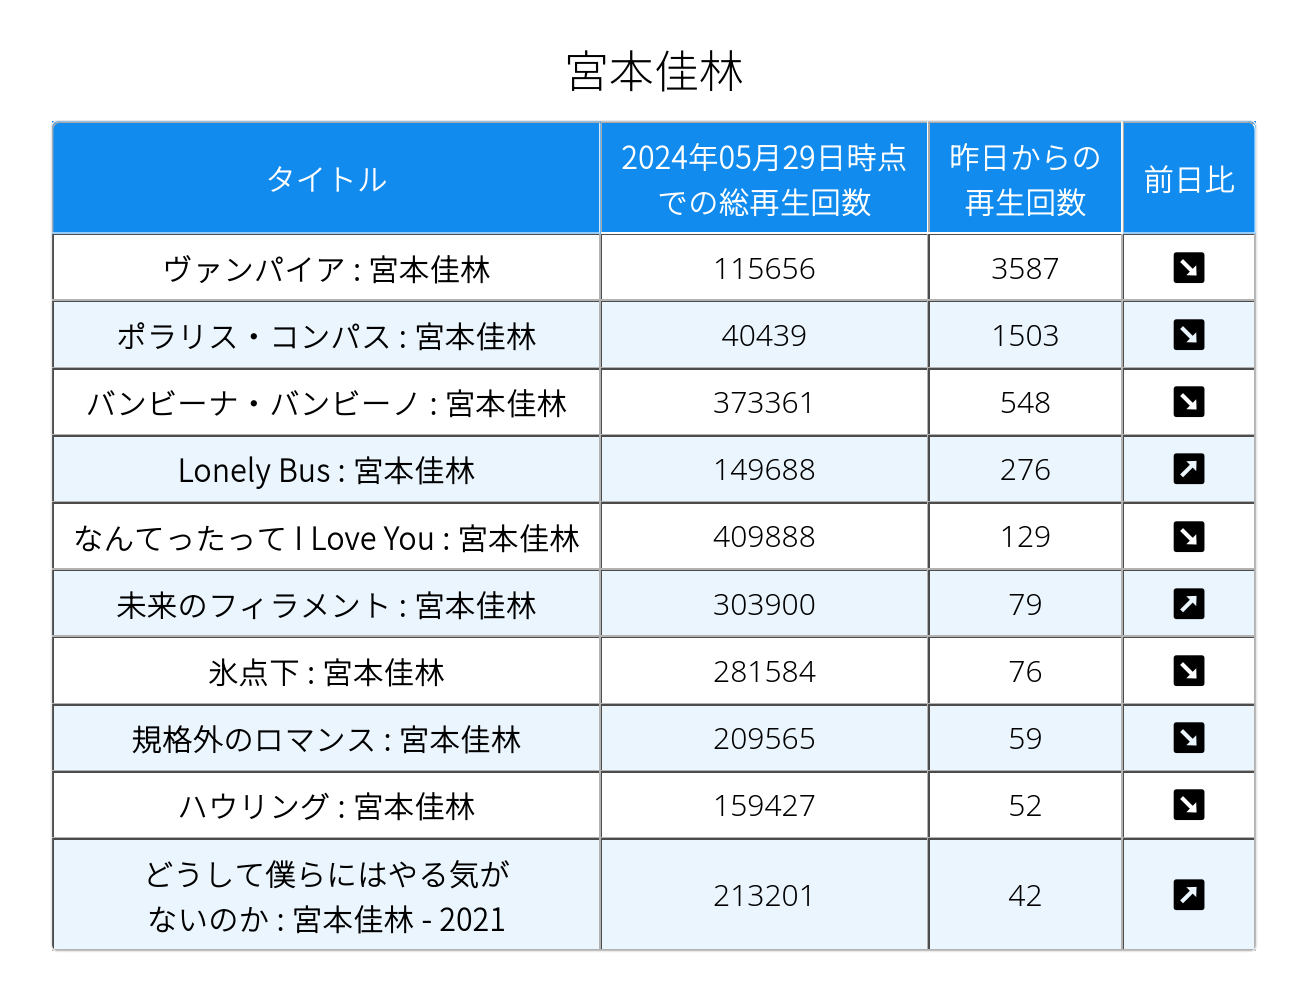 宮本佳林
タイトル
2024年05月29日時点
での総再生回数
昨日からの
再生回数
前日比
ヴァンパイア : 宮本佳林 115656 3587
ポラリス・コンパス : 宮本佳林 40439 1503
バンビーナ・バンビーノ : 宮本佳林 373361 548
Lonely Bus : 宮本佳林 149688 276
なんてったって I Love You : 宮本佳林 409888 129
未来のフィラメント : 宮本佳林 303900 79
氷点下 : 宮本佳林 281584 76
規格外のロマンス : 宮本佳林 209565 59
ハウリング : 宮本佳林 159427 52
どうして僕らにはやる気が
ないのか : 宮本佳林 - 2021
213201 42